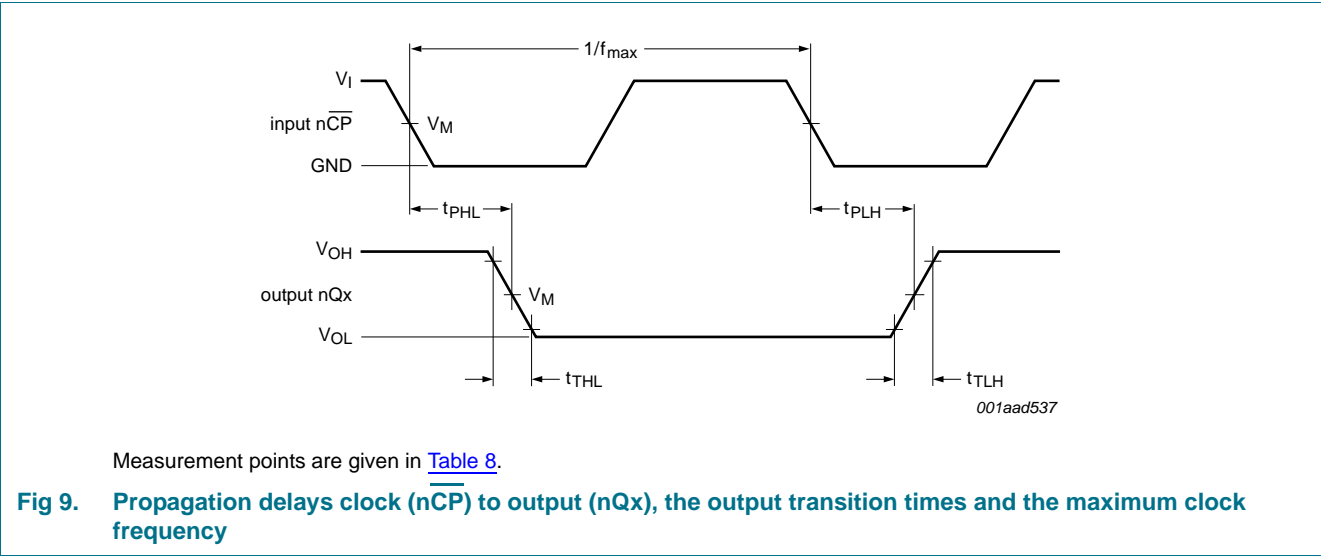 1/fmax
VI
input nC̅P̅
VM
GND
tPHL
tPLH
VOH
output nQx
VM
VOL
tTHL
tTLH
001aad537
Measurement points are given in Table 8.
Fig 9. Propagation delays clock (nC̅P̅) to output (nQx), the output transition times and the maximum clock
frequency